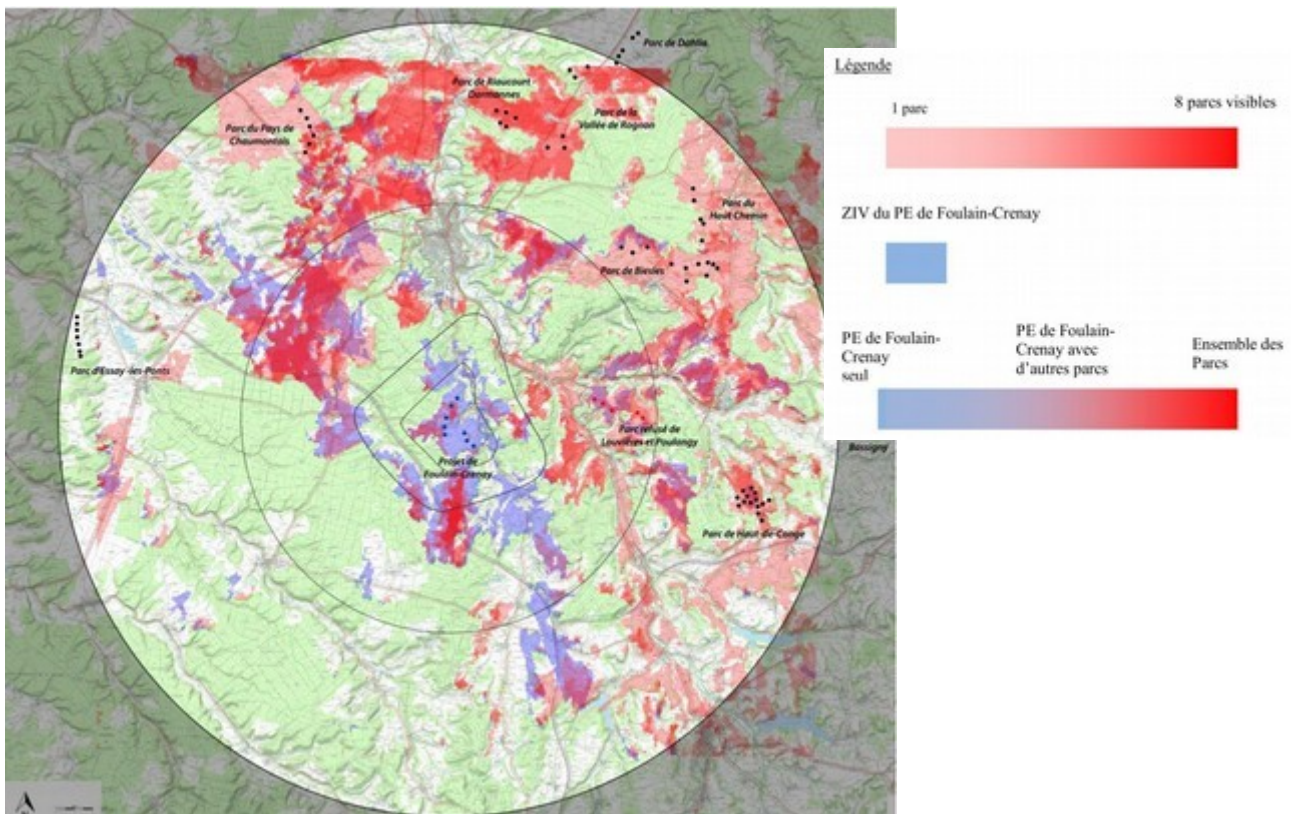 Parc de Dahlia
Parc de Riaucourt
Darmannes
Parc de la
Vallée de Rognon
Parc du Pays de
Chaumontais
Parc du
Haut Chemin
Parc de Biesles
Parc d'Essay -les-Ponts
Parc refusé de
Louvières et Poulangy
Projet de
Foulain-Crenay
Bassigny
Parc de Haut-de-Conge
N
Légende
1 parc
8 parcs visibles
ZIV du PE de Foulain-Crenay
PE de Foulain-
Crenay
seul
PE de Foulain-
Crenay avec
d'autres parcs
Ensemble des
Parcs